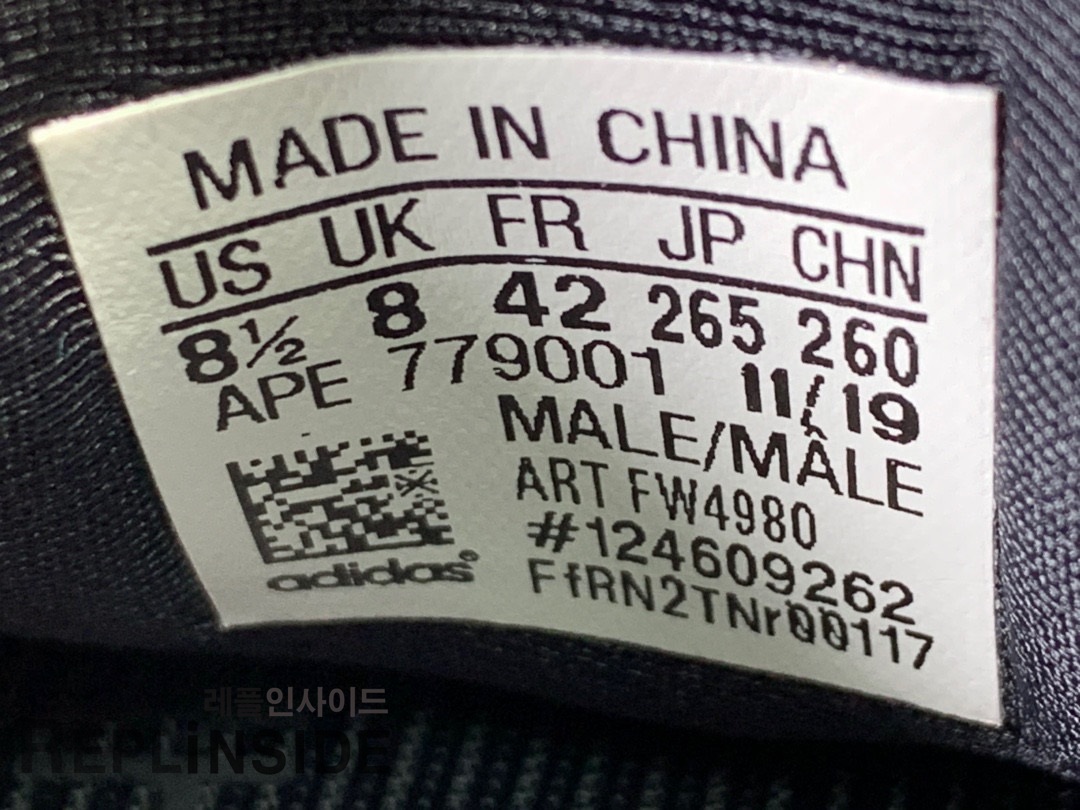 MADE IN CHINA
US UK FR JP CHN
8½ 8 42 265 260
APE 779001 11/19
MALE/MÂLE
ART FW4980
#124609262
FfRN2TNr00117
adidas®
레플인사이드
REPLiNSIDE